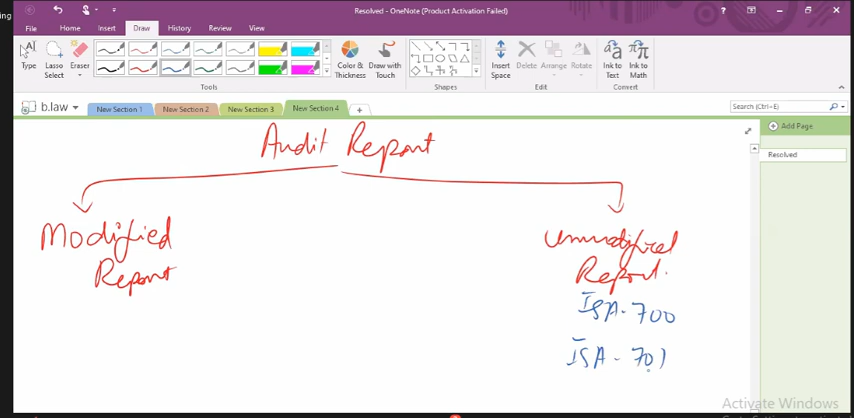 ing
Resolved - OneNote (Product Activation Failed)
File Home Insert Draw History Review View
Type
Lasso Select
Eraser
Color & Thickness
Draw with Touch
Insert Space
Delete
Arrange
Rotate
Ink to Text
Ink to Math
Tools Shapes Edit Convert
b.law New Section 1 New Section 2 New Section 3 New Section 4
Search (Ctrl+E)
Add Page
Resolved
Audit Report
Modified
Report
Unmodified
Report.
ISA - 700
ISA - 701
Activate Windows